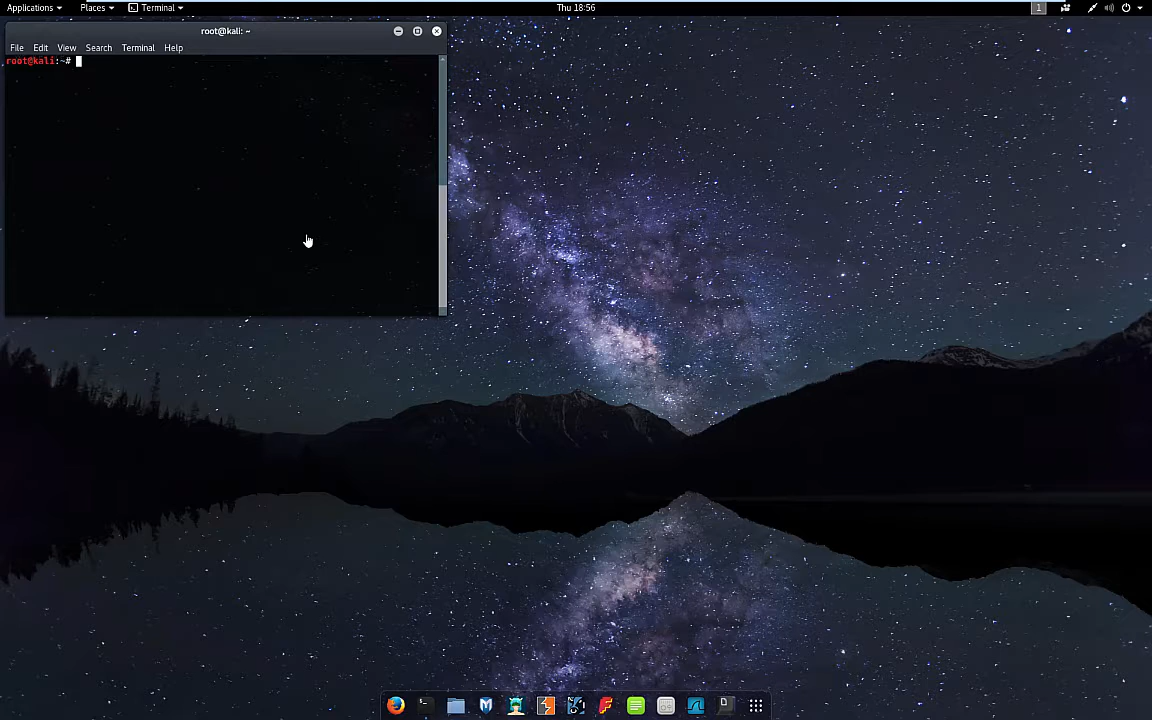 Applications Places Terminal Thu 18:56 1
root@kali: ~
File Edit View Search Terminal Help
root@kali:~#